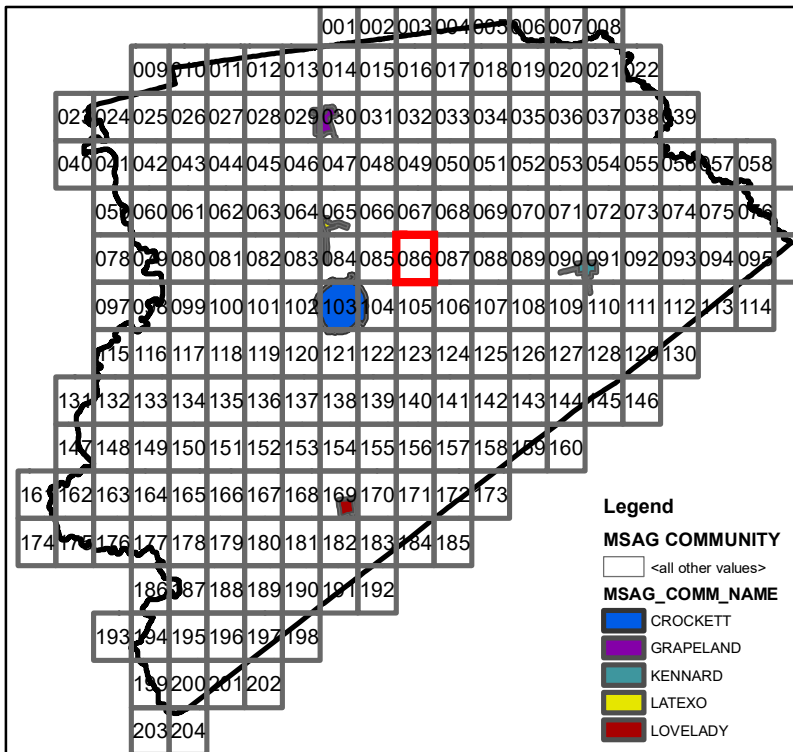 001 002 003 004 005 006 007 008
009 010 011 012 013 014 015 016 017 018 019 020 021 022
023 024 025 026 027 028 029 030 031 032 033 034 035 036 037 038 039
040 041 042 043 044 045 046 047 048 049 050 051 052 053 054 055 056 057 058
059 060 061 062 063 064 065 066 067 068 069 070 071 072 073 074 075 076
078 079 080 081 082 083 084 085 086 087 088 089 090 091 092 093 094 095
097 098 099 100 101 102 103 104 105 106 107 108 109 110 111 112 113 114
115 116 117 118 119 120 121 122 123 124 125 126 127 128 129 130
131 132 133 134 135 136 137 138 139 140 141 142 143 144 145 146
147 148 149 150 151 152 153 154 155 156 157 158 159 160
161 162 163 164 165 166 167 168 169 170 171 172 173
174 175 176 177 178 179 180 181 182 183 184 185
186 187 188 189 190 191 192
193 194 195 196 197 198
199 200 201 202
203 204
Legend
MSAG COMMUNITY
<all other values>
MSAG_COMM_NAME
CROCKETT
GRAPELAND
KENNARD
LATEXO
LOVELADY